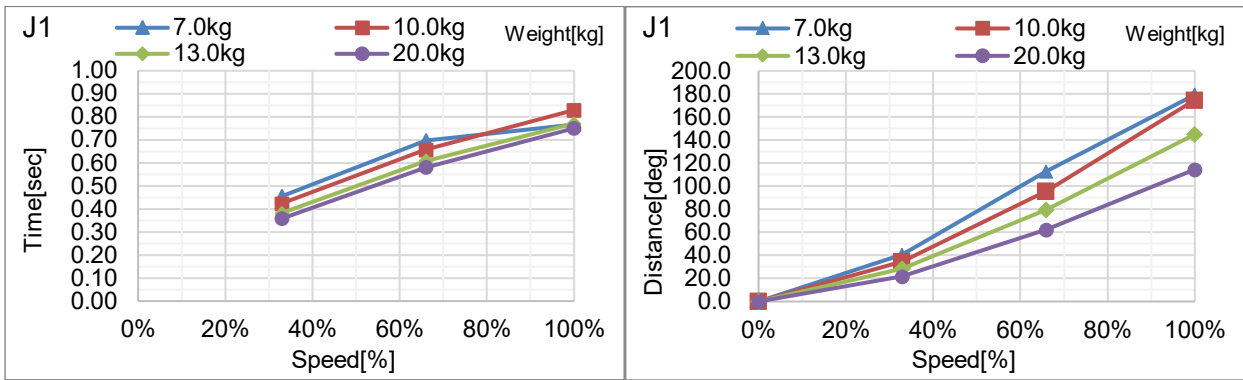 J1
7.0kg 10.0kg Weight[kg]
13.0kg 20.0kg
1.00
0.90
0.80
0.70
0.60
0.50
0.40
0.30
0.20
0.10
0.00
Time[sec]
0% 20% 40% 60% 80% 100%
Speed[%]
J1
7.0kg 10.0kg Weight[kg]
13.0kg 20.0kg
200.0
180.0
160.0
140.0
120.0
100.0
80.0
60.0
40.0
20.0
0.0
Distance[deg]
0% 20% 40% 60% 80% 100%
Speed[%]